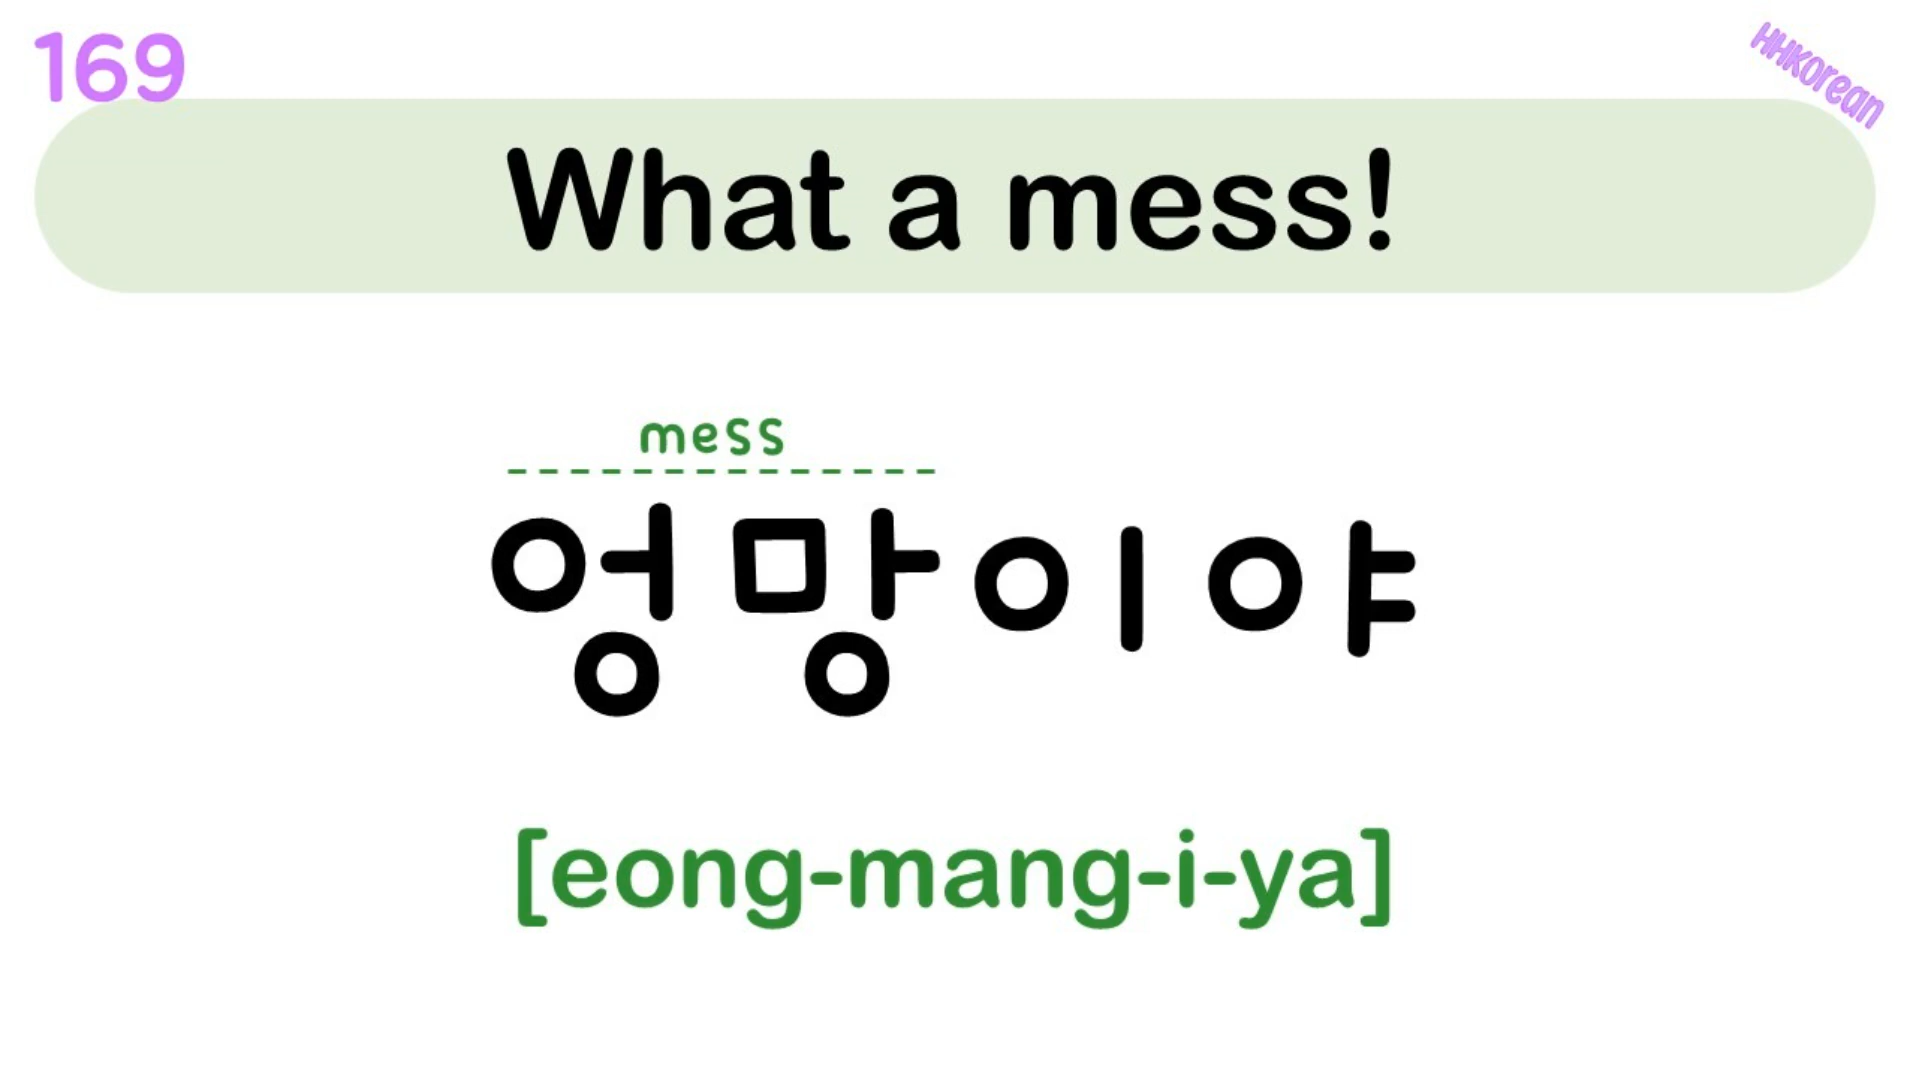 169
HHKorean
What a mess!
mess
엉망이야
[eong-mang-i-ya]